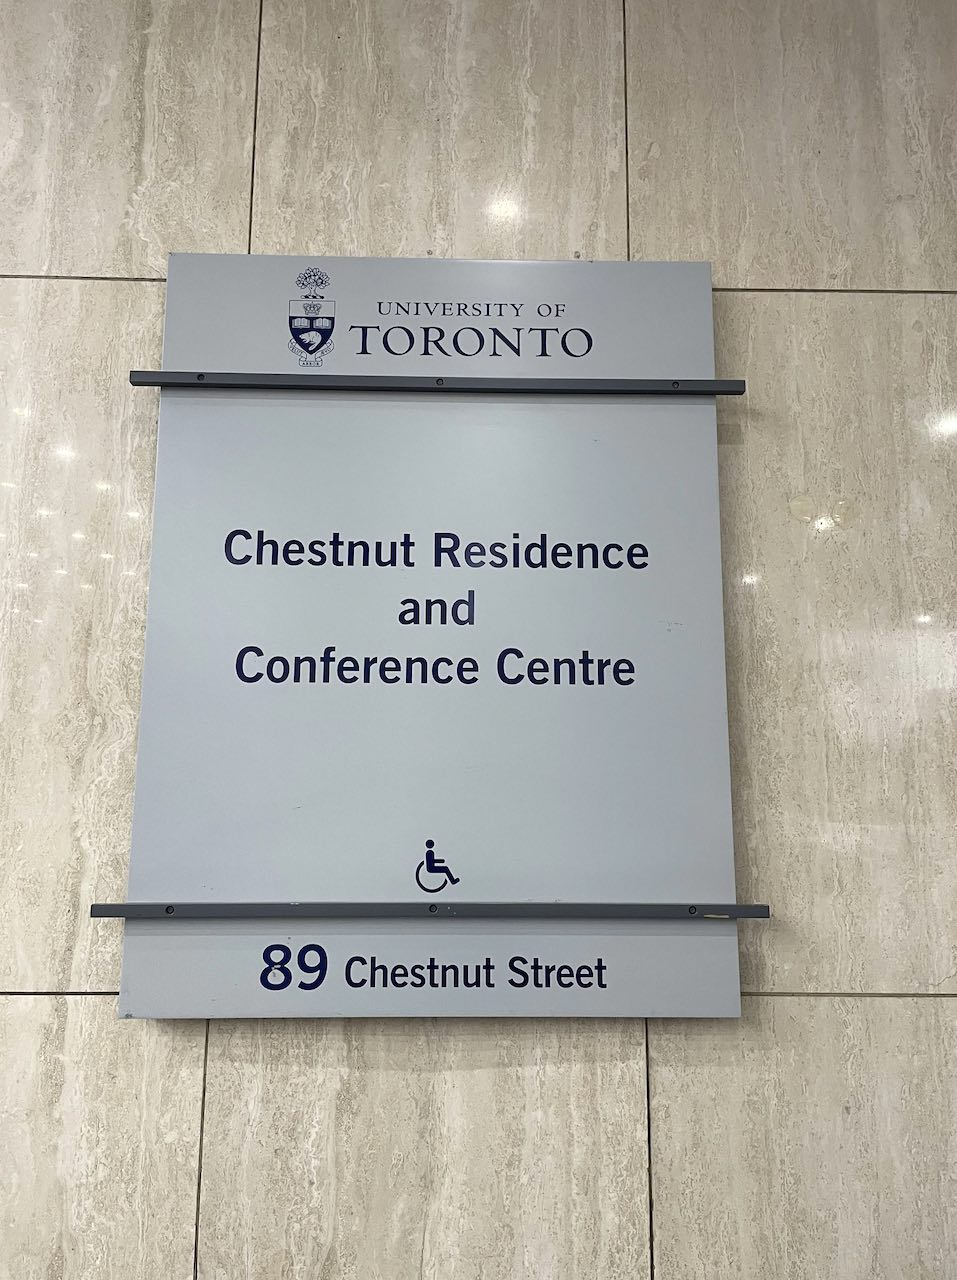 UNIVERSITY OF
TORONTO
Chestnut Residence
and
Conference Centre
89 Chestnut Street